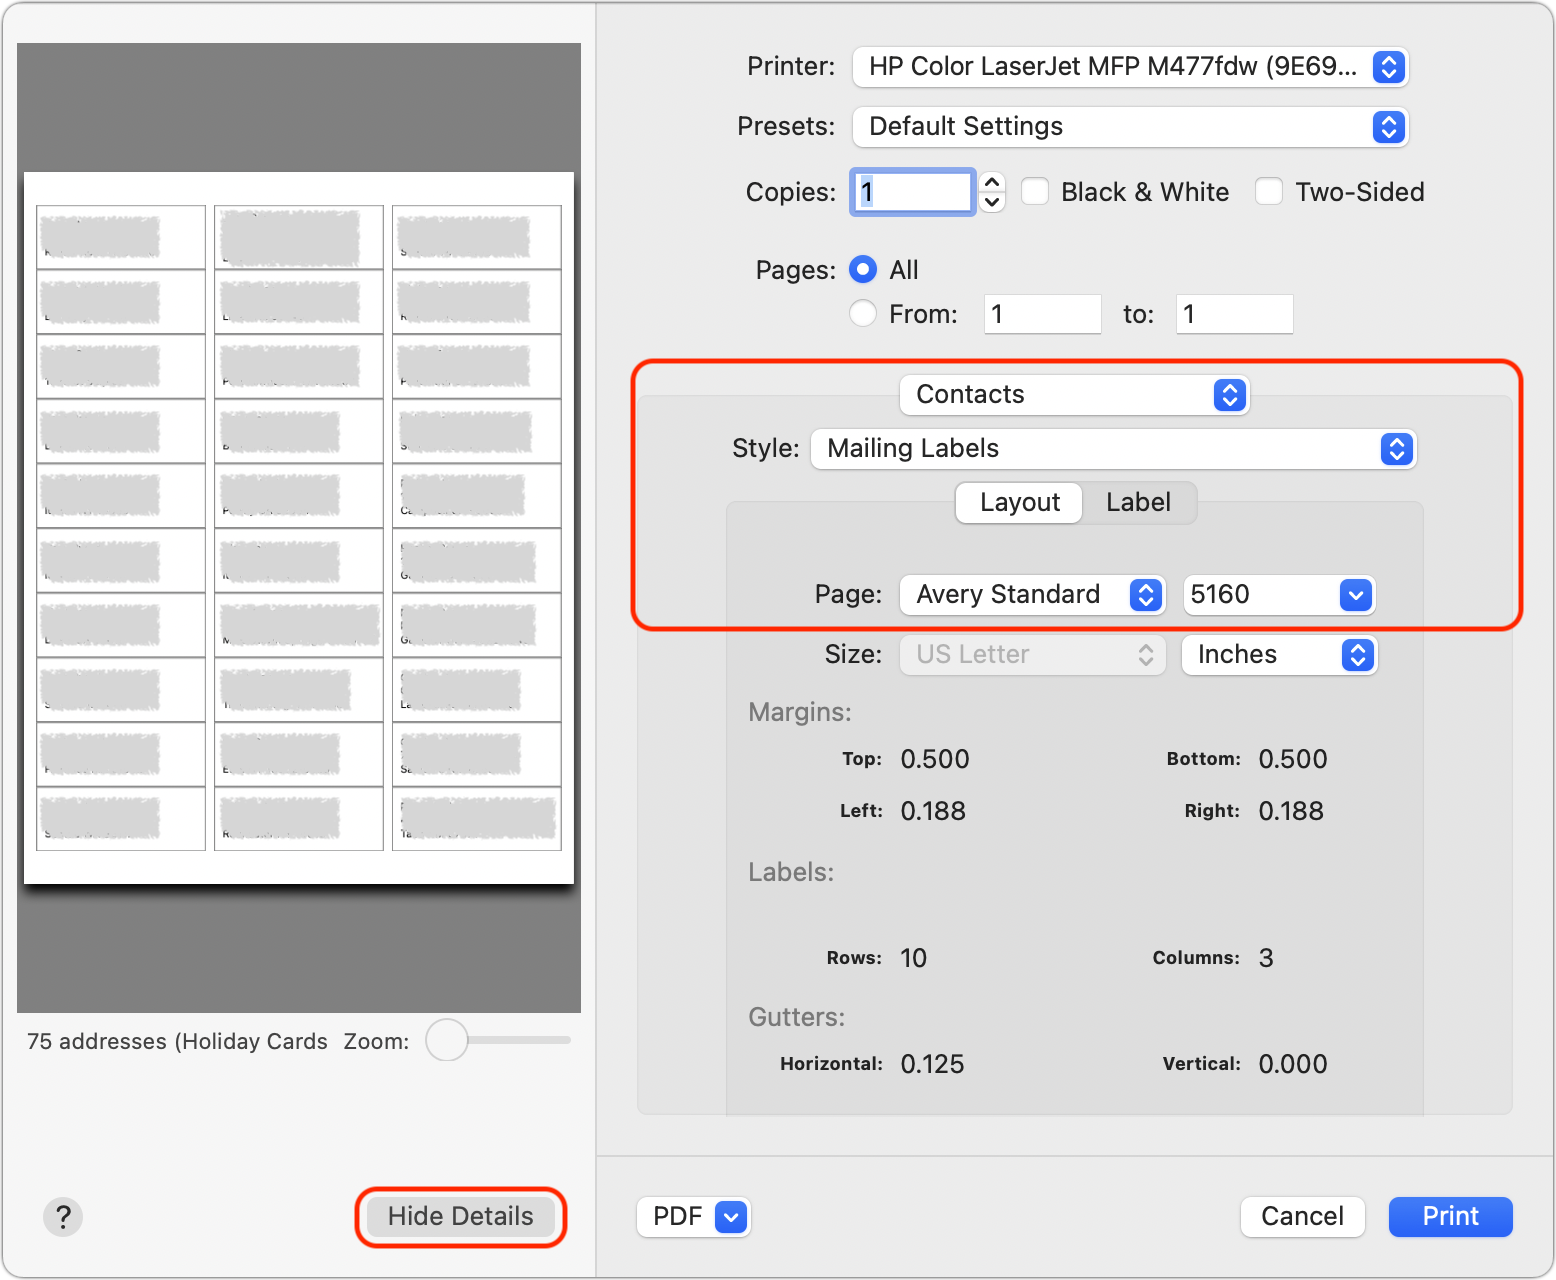 Printer: HP Color LaserJet MFP M477fdw (9E69...
Presets: Default Settings
Copies: 1 Black & White Two-Sided
Pages: All
From: 1 to: 1
Contacts
Style: Mailing Labels
Layout Label
Page: Avery Standard 5160
Size: US Letter Inches
Margins:
Top: 0.500 Bottom: 0.500
Left: 0.188 Right: 0.188
Labels:
Rows: 10 Columns: 3
Gutters:
Horizontal: 0.125 Vertical: 0.000
75 addresses (Holiday Cards Zoom:
? Hide Details
PDF Cancel Print